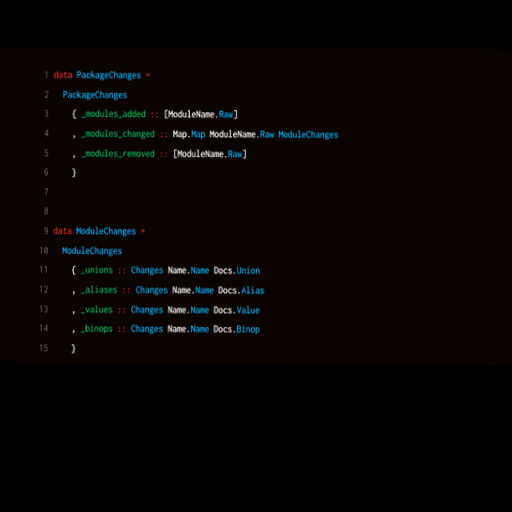 1 data PackageChanges =
2 PackageChanges
3 { _modules_added :: [ModuleName.Raw]
4 , _modules_changed :: Map.Map ModuleName.Raw ModuleChanges
5 , _modules_removed :: [ModuleName.Raw]
6 }
7
8
9 data ModuleChanges =
10 ModuleChanges
11 { _unions :: Changes Name.Name Docs.Union
12 , _aliases :: Changes Name.Name Docs.Alias
13 , _values :: Changes Name.Name Docs.Value
14 , _binops :: Changes Name.Name Docs.Binop
15 }